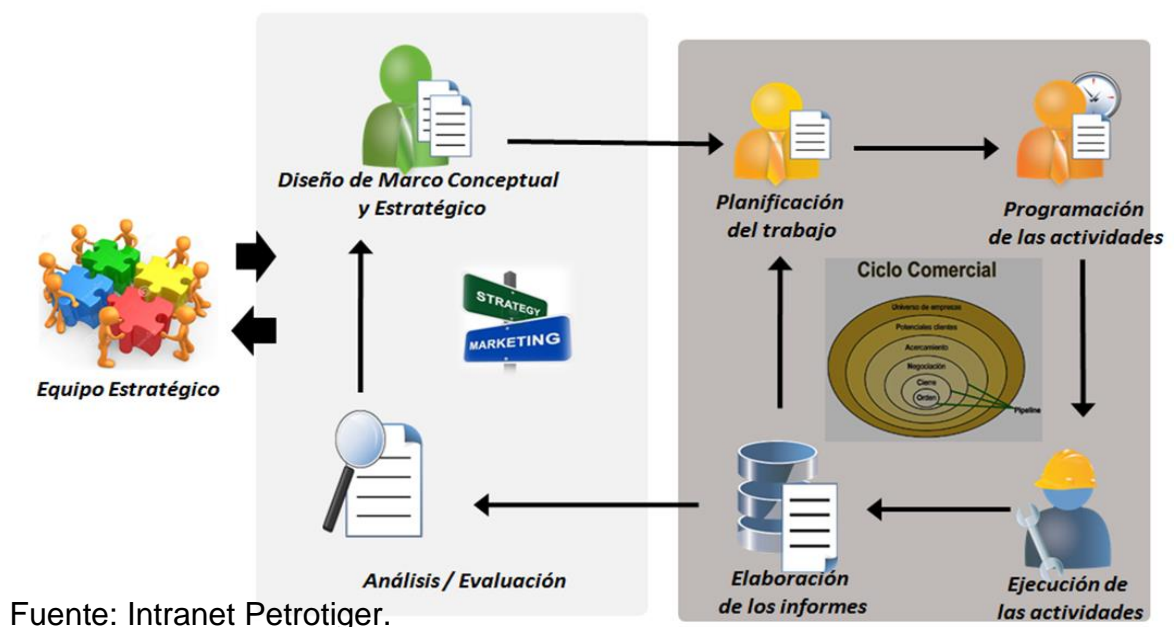 Diseño de Marco Conceptual
y Estratégico
Planificación
del trabajo
Programación
de las actividades
Equipo Estratégico
STRATEGY
MARKETING
Ciclo Comercial
Universo de empresas
Potenciales clientes
Acercamiento
Negociación
Cierre
Orden
Pipeline
Análisis / Evaluación
Elaboración
de los informes
Ejecución de
las actividades
Fuente: Intranet Petrotiger.